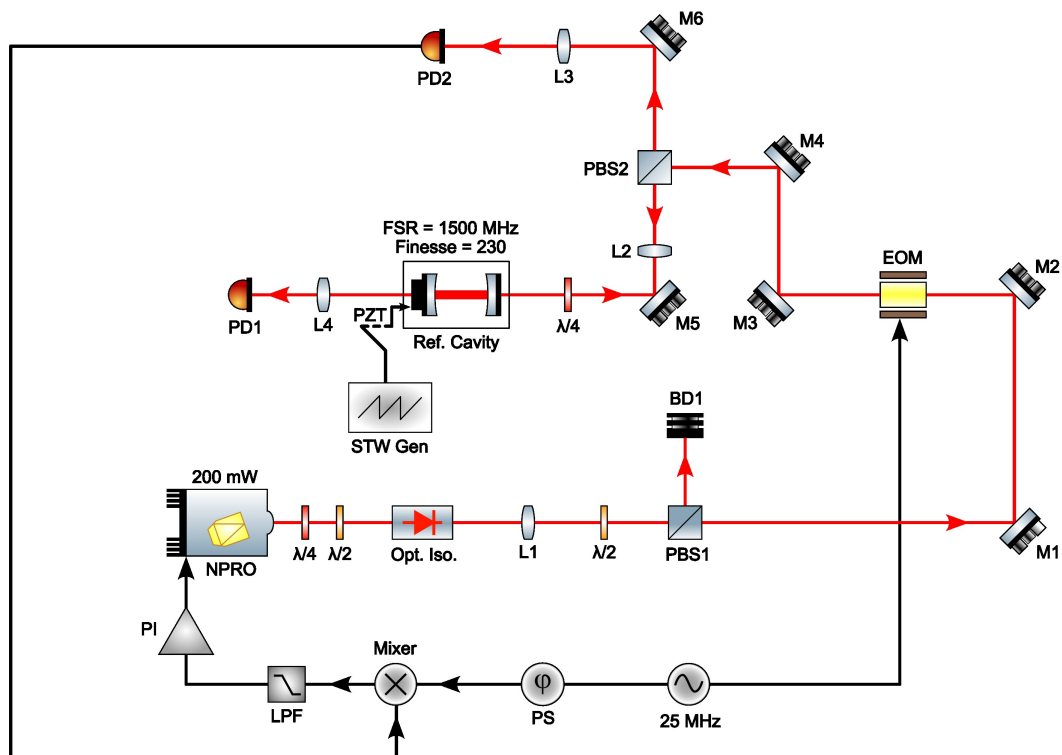 M6
PD2
L3
M4
PBS2
FSR = 1500 MHz
Finesse = 230
L2
EOM
M2
PD1
L4
PZT
Ref. Cavity
λ/4
M5
M3
STW Gen
BD1
200 mW
NPRO
λ/4
λ/2
Opt. Iso.
L1
λ/2
PBS1
M1
PI
Mixer
LPF
φ
PS
25 MHz